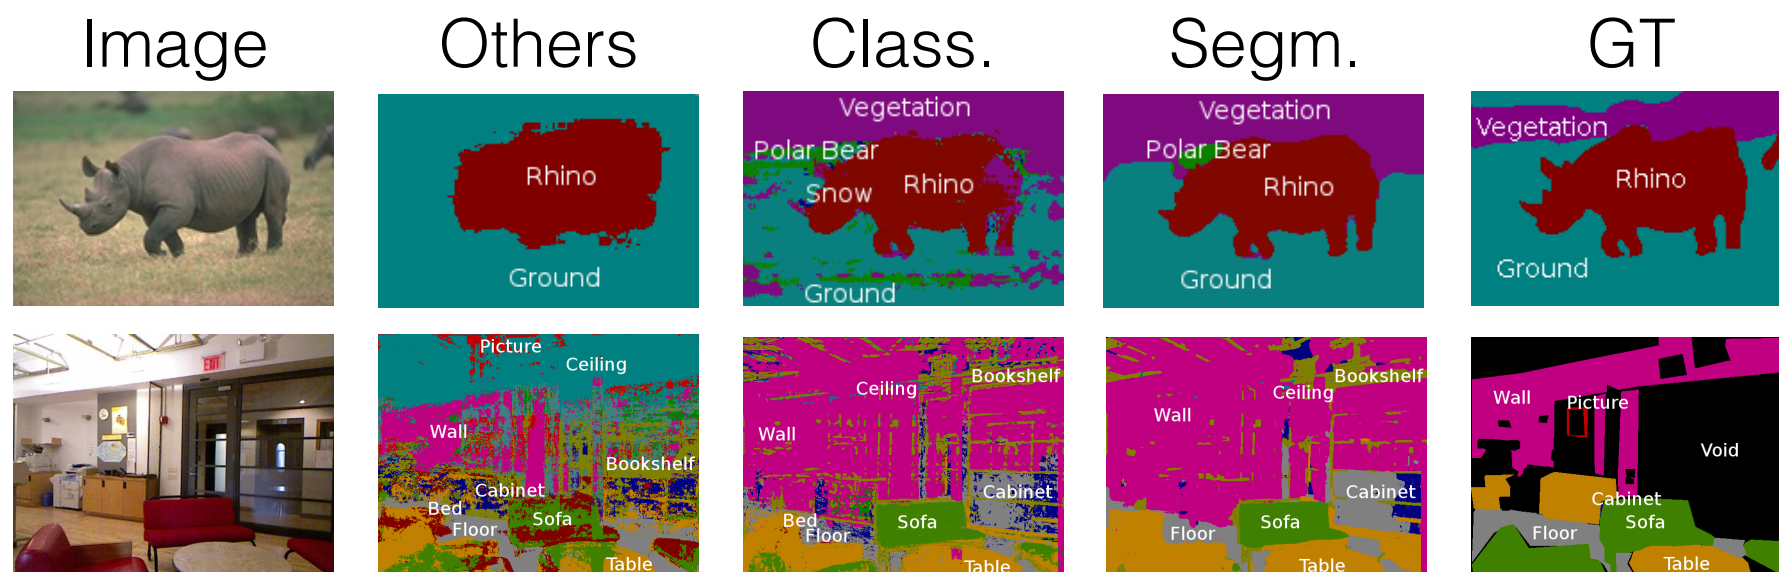 Image
Others
Class.
Segm.
GT
Rhino
Ground
Vegetation
Polar Bear
Snow
Rhino
Ground
Vegetation
Polar Bear
Rhino
Ground
Vegetation
Rhino
Ground
EXIT
Picture
Ceiling
Wall
Bookshelf
Cabinet
Bed
Sofa
Floor
Table
Bookshelf
Ceiling
Wall
Cabinet
Bed
Sofa
Floor
Table
Bookshelf
Ceiling
Wall
Cabinet
Sofa
Floor
Table
Wall
Picture
Void
Cabinet
Sofa
Floor
Table